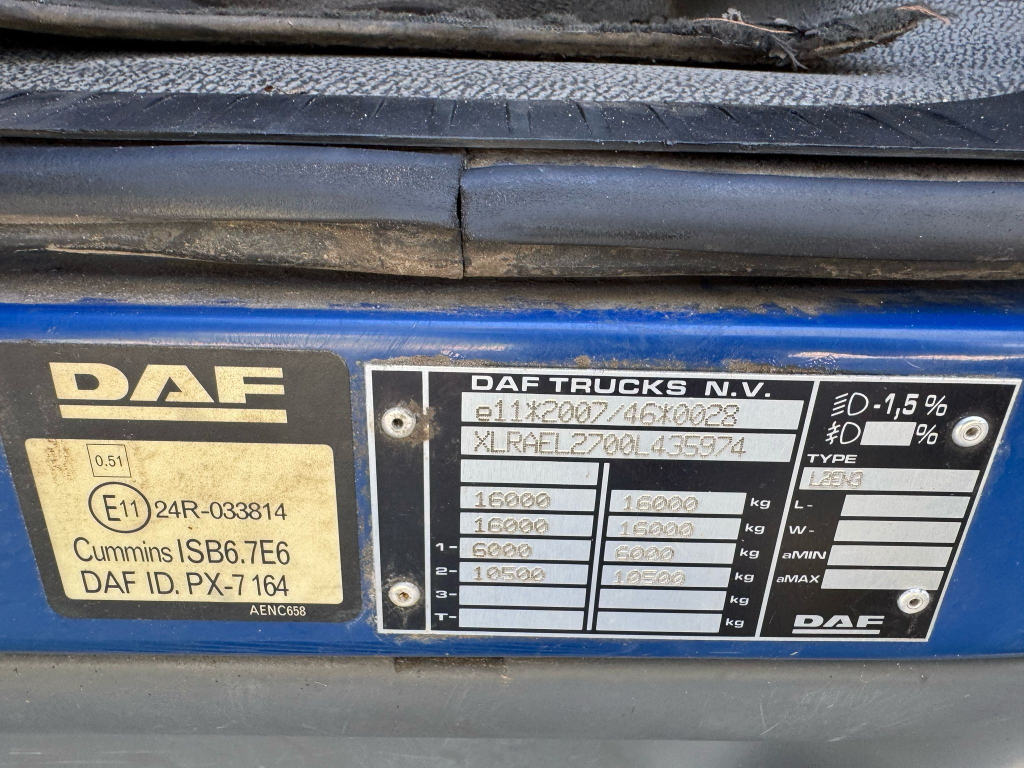 DAF
0.51
E11 24R-033814
Cummins ISB6.7E6
DAF ID. PX-7 164
AENC658
DAF TRUCKS N.V.
e11*2007/46*0028
XLRAEL2700L435974
16000 16000 kg
16000 16000 kg
1- 6000 6000 kg
2- 10500 10500 kg
3- kg
T- kg
-1,5%
%
TYPE
L2EN3
L-
W-
aMIN
aMAX
DAF